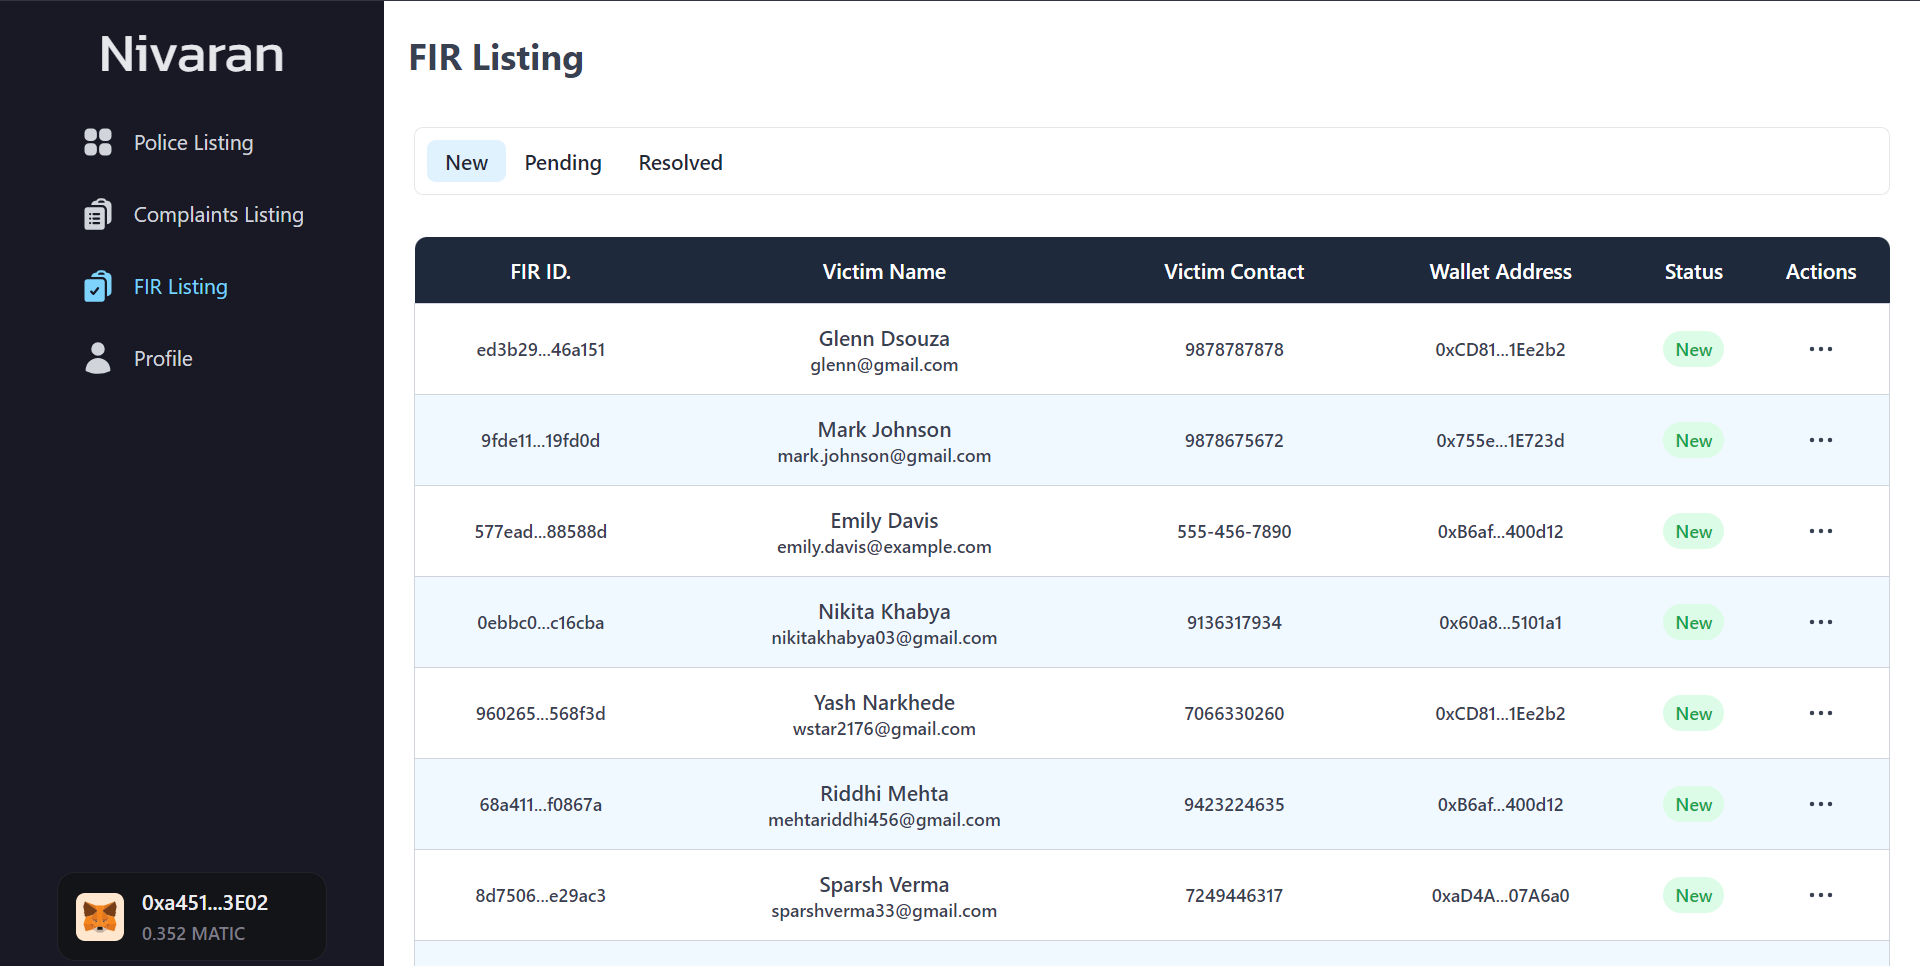 Nivaran
Police Listing
Complaints Listing
FIR Listing
Profile
0xa451...3E02
0.352 MATIC
FIR Listing
New Pending Resolved
FIR ID. Victim Name Victim Contact Wallet Address Status Actions
ed3b29...46a151 Glenn Dsouza glenn@gmail.com 9878787878 0xCD81...1Ee2b2 New
9fde11...19fd0d Mark Johnson mark.johnson@gmail.com 9878675672 0x755e...1E723d New
577ead...88588d Emily Davis emily.davis@example.com 555-456-7890 0xB6af...400d12 New
0ebbc0...c16cba Nikita Khabya nikitakhabya03@gmail.com 9136317934 0x60a8...5101a1 New
960265...568f3d Yash Narkhede wstar2176@gmail.com 7066330260 0xCD81...1Ee2b2 New
68a411...f0867a Riddhi Mehta mehtariddhi456@gmail.com 9423224635 0xB6af...400d12 New
8d7506...e29ac3 Sparsh Verma sparshverma33@gmail.com 7249446317 0xaD4A...07A6a0 New